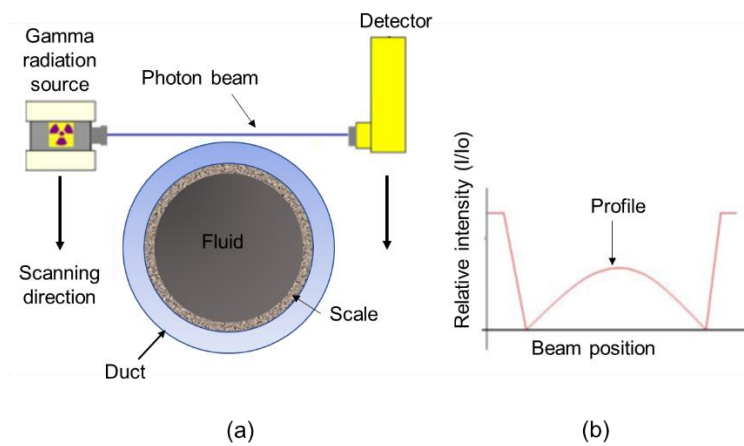 Gamma
radiation
source
Photon beam
Detector
Fluid
Scanning
direction
Scale
Duct
(a)
Relative intensity (I/Io)
Profile
Beam position
(b)